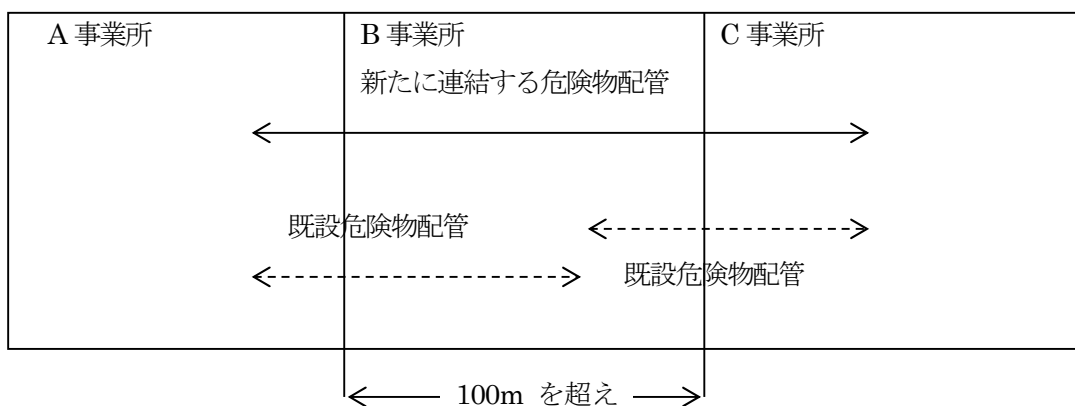 A 事業所
B 事業所
C 事業所
新たに連結する危険物配管
既設危険物配管
既設危険物配管
100m を超え